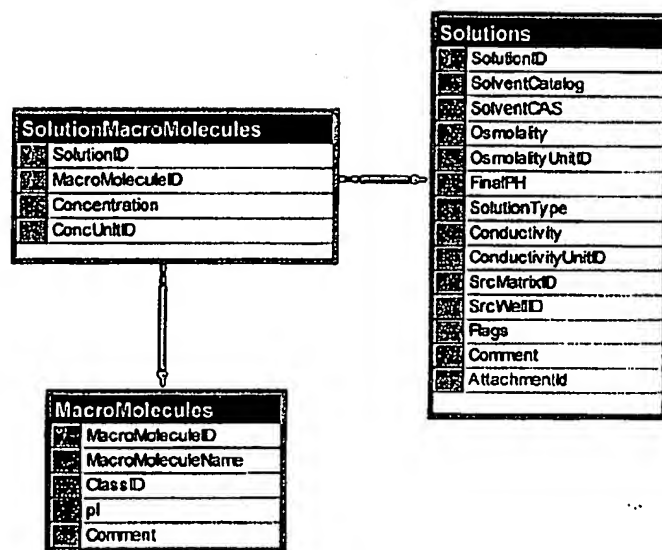 Solutions
SolutionID
SolventCatalog
SolventCAS
Osmolality
OsmolalityUnitID
FinalPH
SolutionType
Conductivity
ConductivityUnitID
SrcMatrixID
SrcWellID
Flags
Comment
AttachmentId
SolutionMacroMolecules
SolutionID
MacroMoleculeID
Concentration
ConcUnitID
MacroMolecules
MacroMoleculeID
MacroMoleculeName
ClassID
pI
Comment